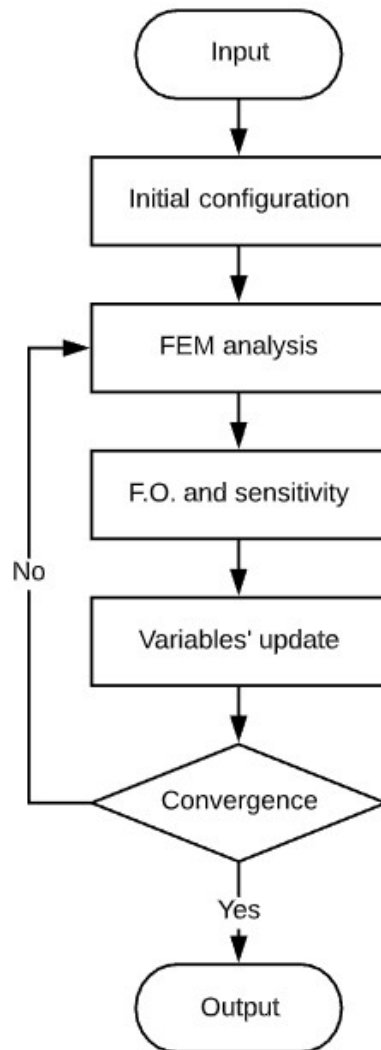 Input
Initial configuration
FEM analysis
F.O. and sensitivity
No
Variables' update
Convergence
Yes
Output